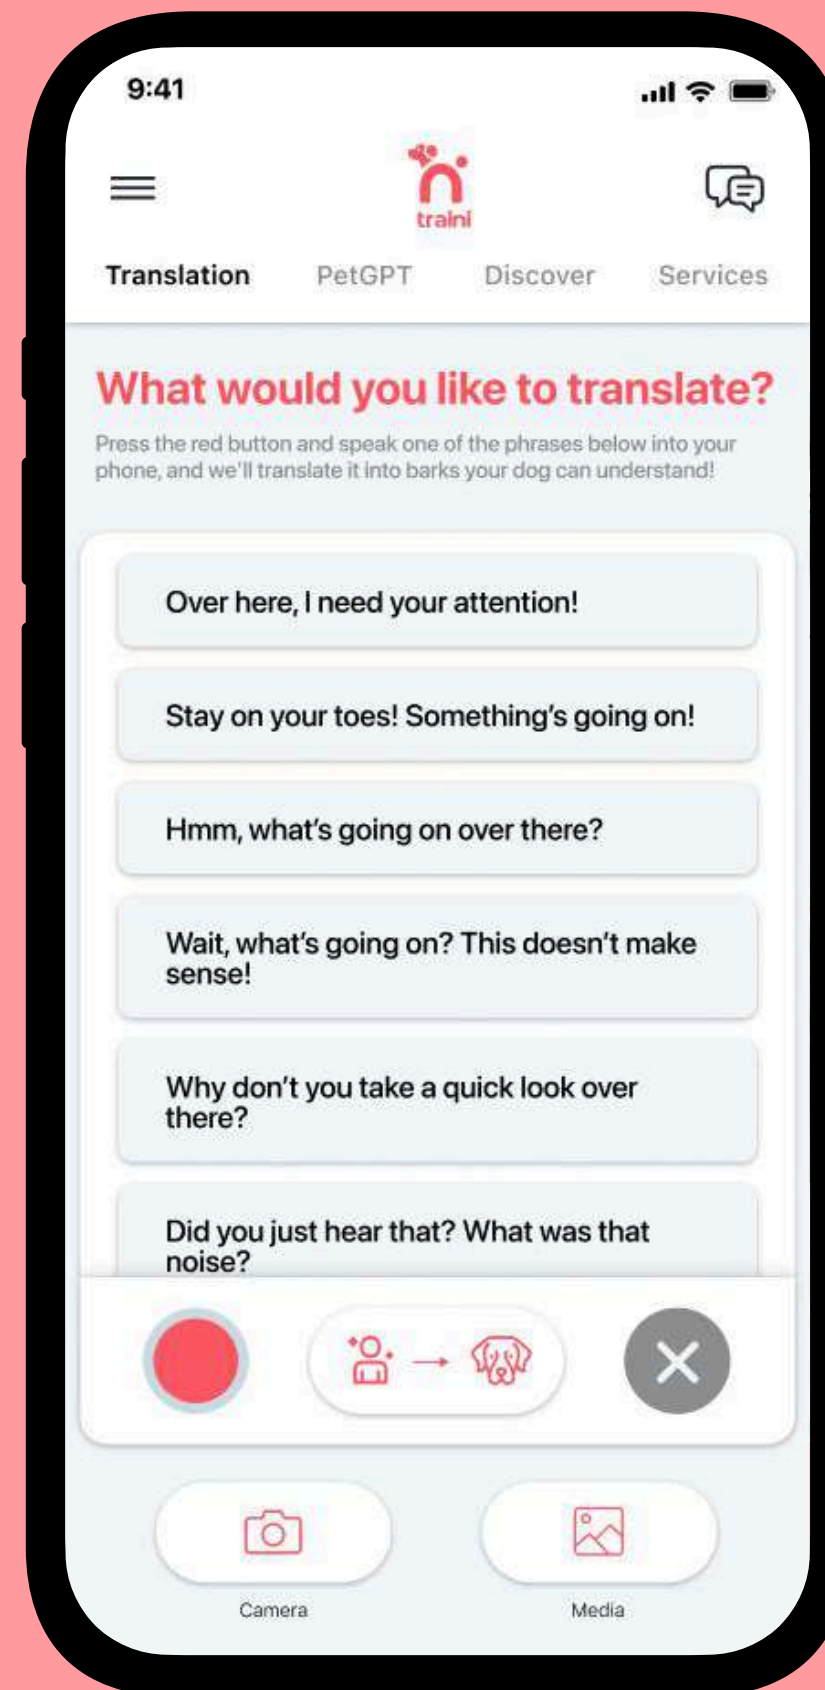 9:41
traini
Translation PetGPT Discover Services
What would you like to translate?
Press the red button and speak one of the phrases below into your
phone, and we'll translate it into barks your dog can understand!
Over here, I need your attention!
Stay on your toes! Something's going on!
Hmm, what's going on over there?
Wait, what's going on? This doesn't make
sense!
Why don't you take a quick look over
there?
Did you just hear that? What was that
noise?
Camera Media